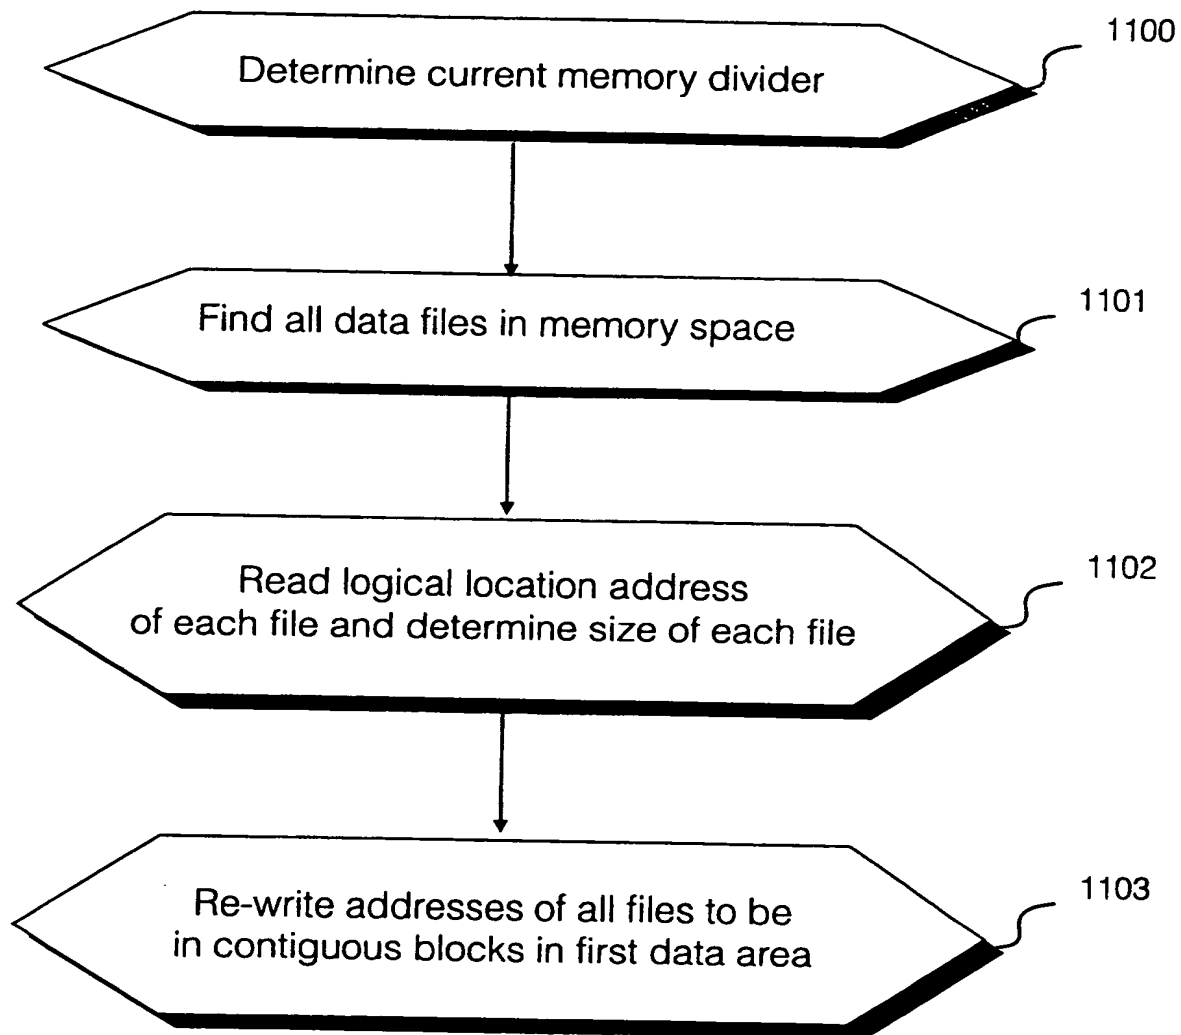 1100
Determine current memory divider
1101
Find all data files in memory space
1102
Read logical location address
of each file and determine size of each file
1103
Re-write addresses of all files to be
in contiguous blocks in first data area